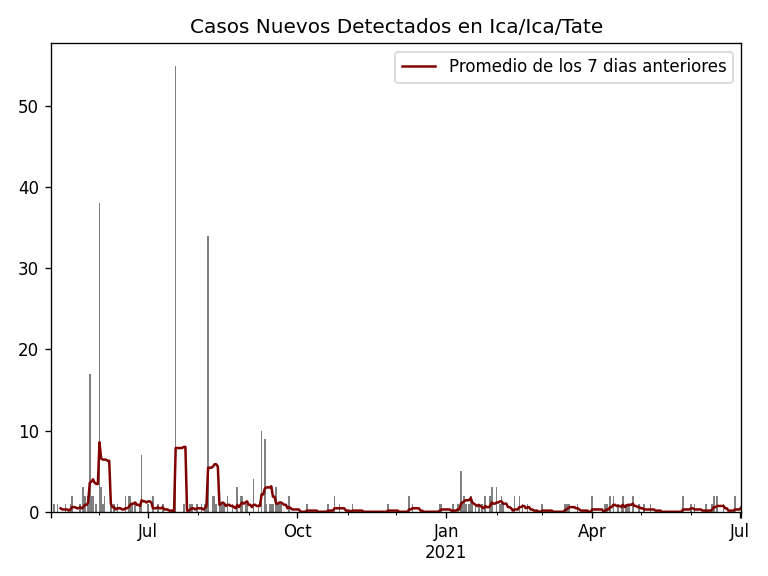 Casos Nuevos Detectados en Ica/Ica/Tate
Promedio de los 7 dias anteriores
50
40
30
20
10
0
Jul Oct Jan Apr Jul
2021